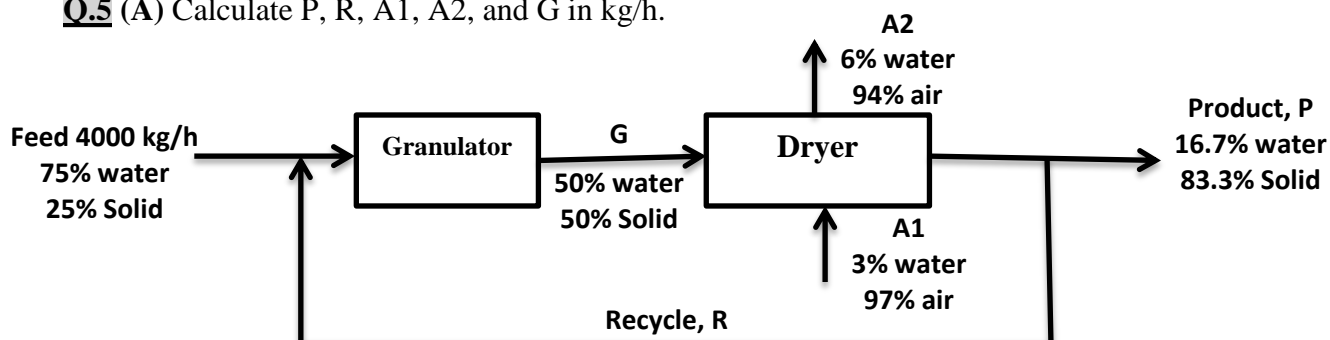 Q.5 (A) Calculate P, R, A1, A2, and G in kg/h.
A2
6% water
94% air
Feed 4000 kg/h
75% water
25% Solid
Granulator
G
50% water
50% Solid
Dryer
Product, P
16.7% water
83.3% Solid
A1
3% water
97% air
Recycle, R